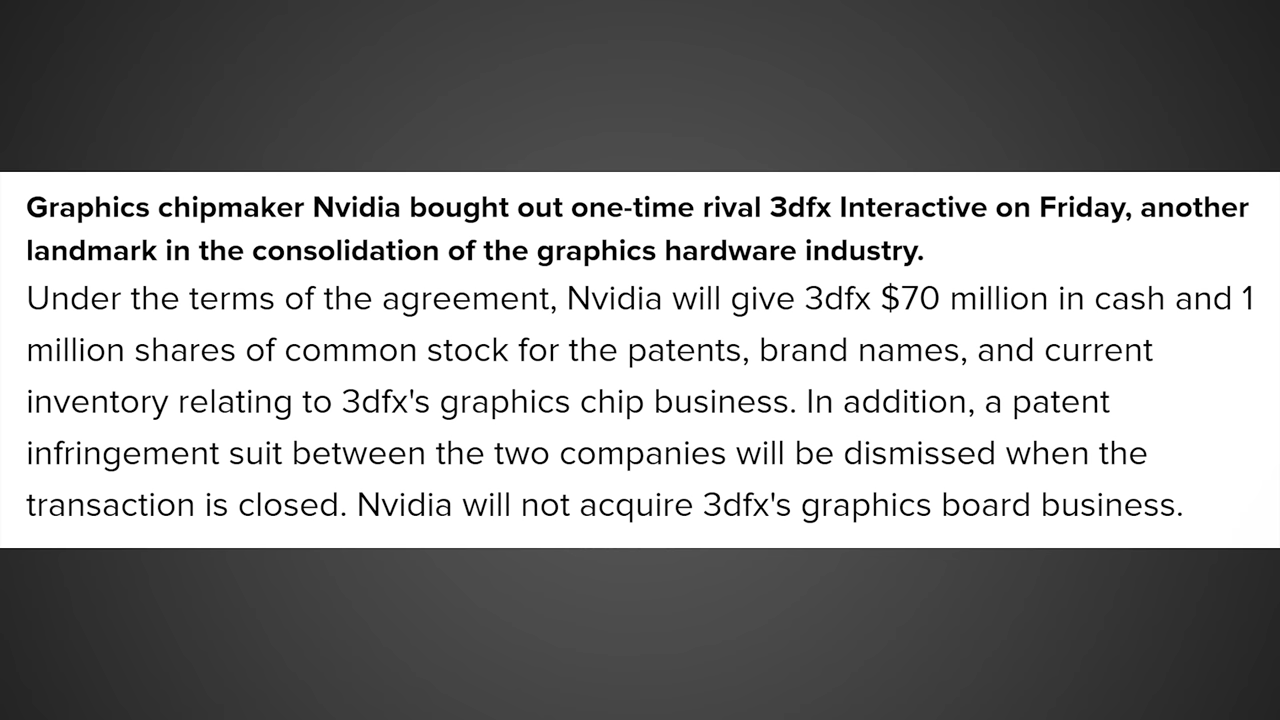 Graphics chipmaker Nvidia bought out one-time rival 3dfx Interactive on Friday, another
landmark in the consolidation of the graphics hardware industry.
Under the terms of the agreement, Nvidia will give 3dfx $70 million in cash and 1
million shares of common stock for the patents, brand names, and current
inventory relating to 3dfx's graphics chip business. In addition, a patent
infringement suit between the two companies will be dismissed when the
transaction is closed. Nvidia will not acquire 3dfx's graphics board business.